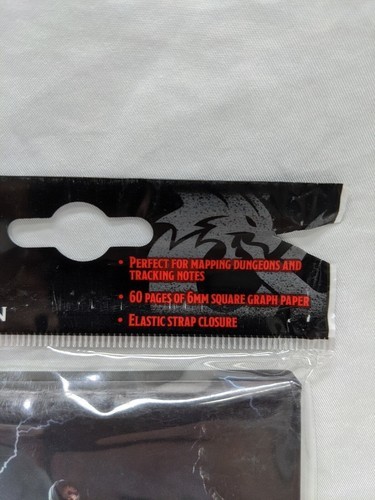 • PERFECT FOR MAPPING DUNGEONS AND
TRACKING NOTES
• 60 PAGES OF 6MM SQUARE GRAPH PAPER
N
• ELASTIC STRAP CLOSURE